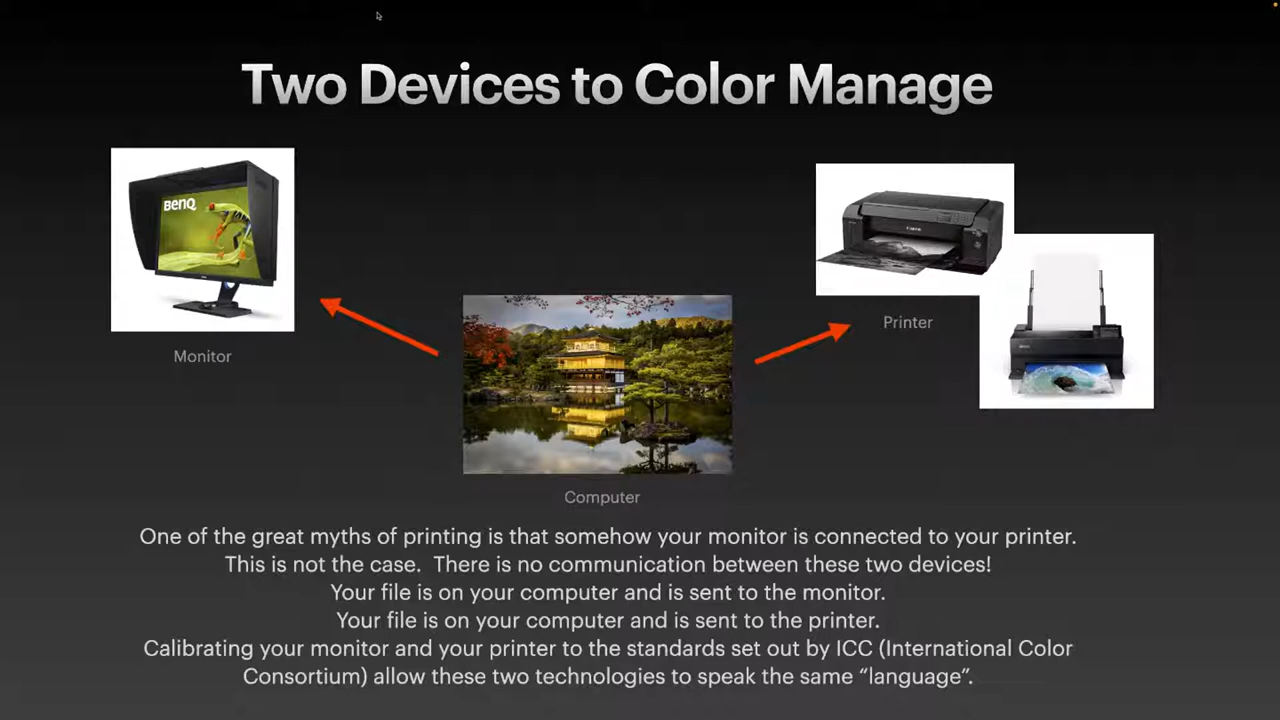 Two Devices to Color Manage
BenQ
Canon
Monitor
Printer
Computer
One of the great myths of printing is that somehow your monitor is connected to your printer.
This is not the case.  There is no communication between these two devices!
Your file is on your computer and is sent to the monitor.
Your file is on your computer and is sent to the printer.
Calibrating your monitor and your printer to the standards set out by ICC (International Color
Consortium) allow these two technologies to speak the same “language”.